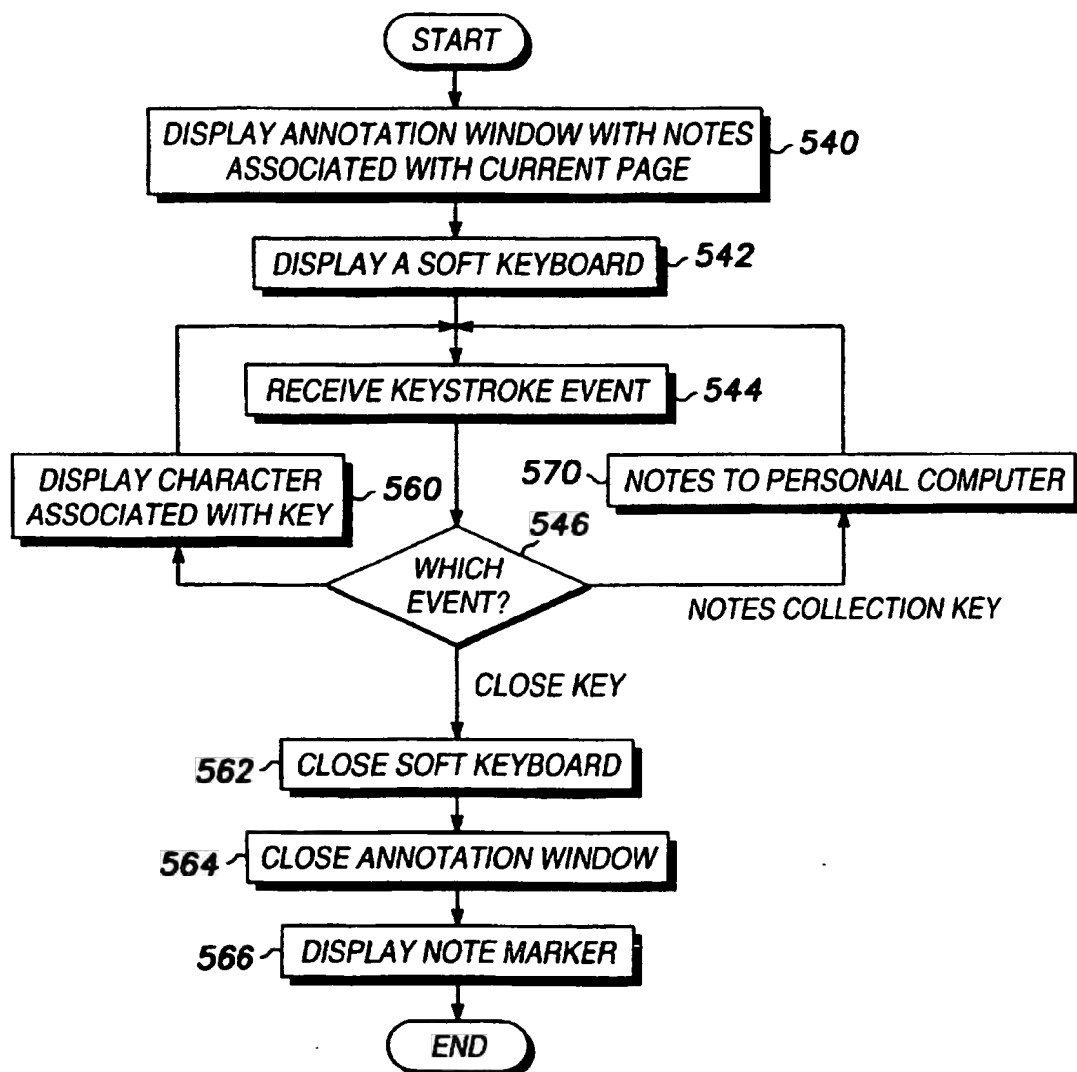 START
DISPLAY ANNOTATION WINDOW WITH NOTES
ASSOCIATED WITH CURRENT PAGE
540
DISPLAY A SOFT KEYBOARD
542
RECEIVE KEYSTROKE EVENT
544
DISPLAY CHARACTER
ASSOCIATED WITH KEY
560
570
NOTES TO PERSONAL COMPUTER
546
WHICH
EVENT?
NOTES COLLECTION KEY
CLOSE KEY
562
CLOSE SOFT KEYBOARD
564
CLOSE ANNOTATION WINDOW
566
DISPLAY NOTE MARKER
END